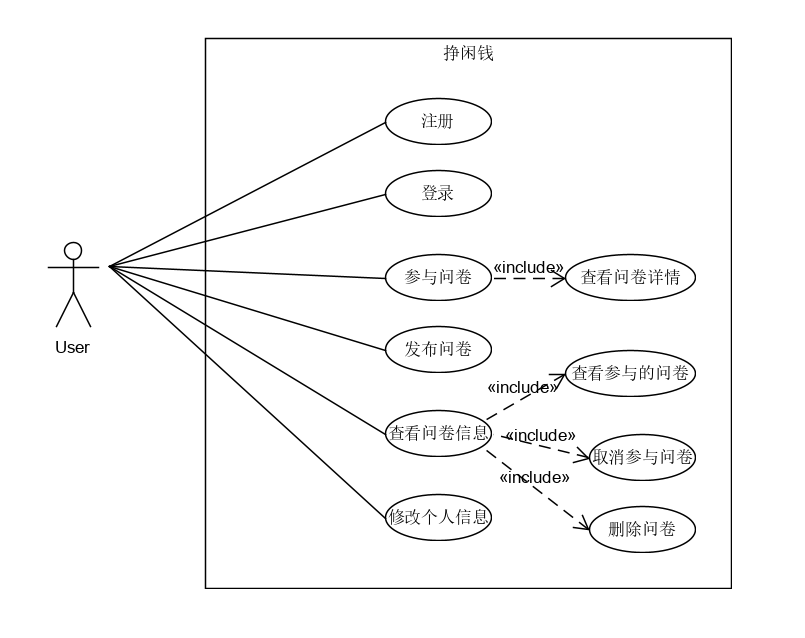 挣闲钱
注册
登录
参与问卷
«include»
查看问卷详情
User
发布问卷
查看参与的问卷
«include»
查看问卷信息
«include»
取消参与问卷
«include»
修改个人信息
删除问卷